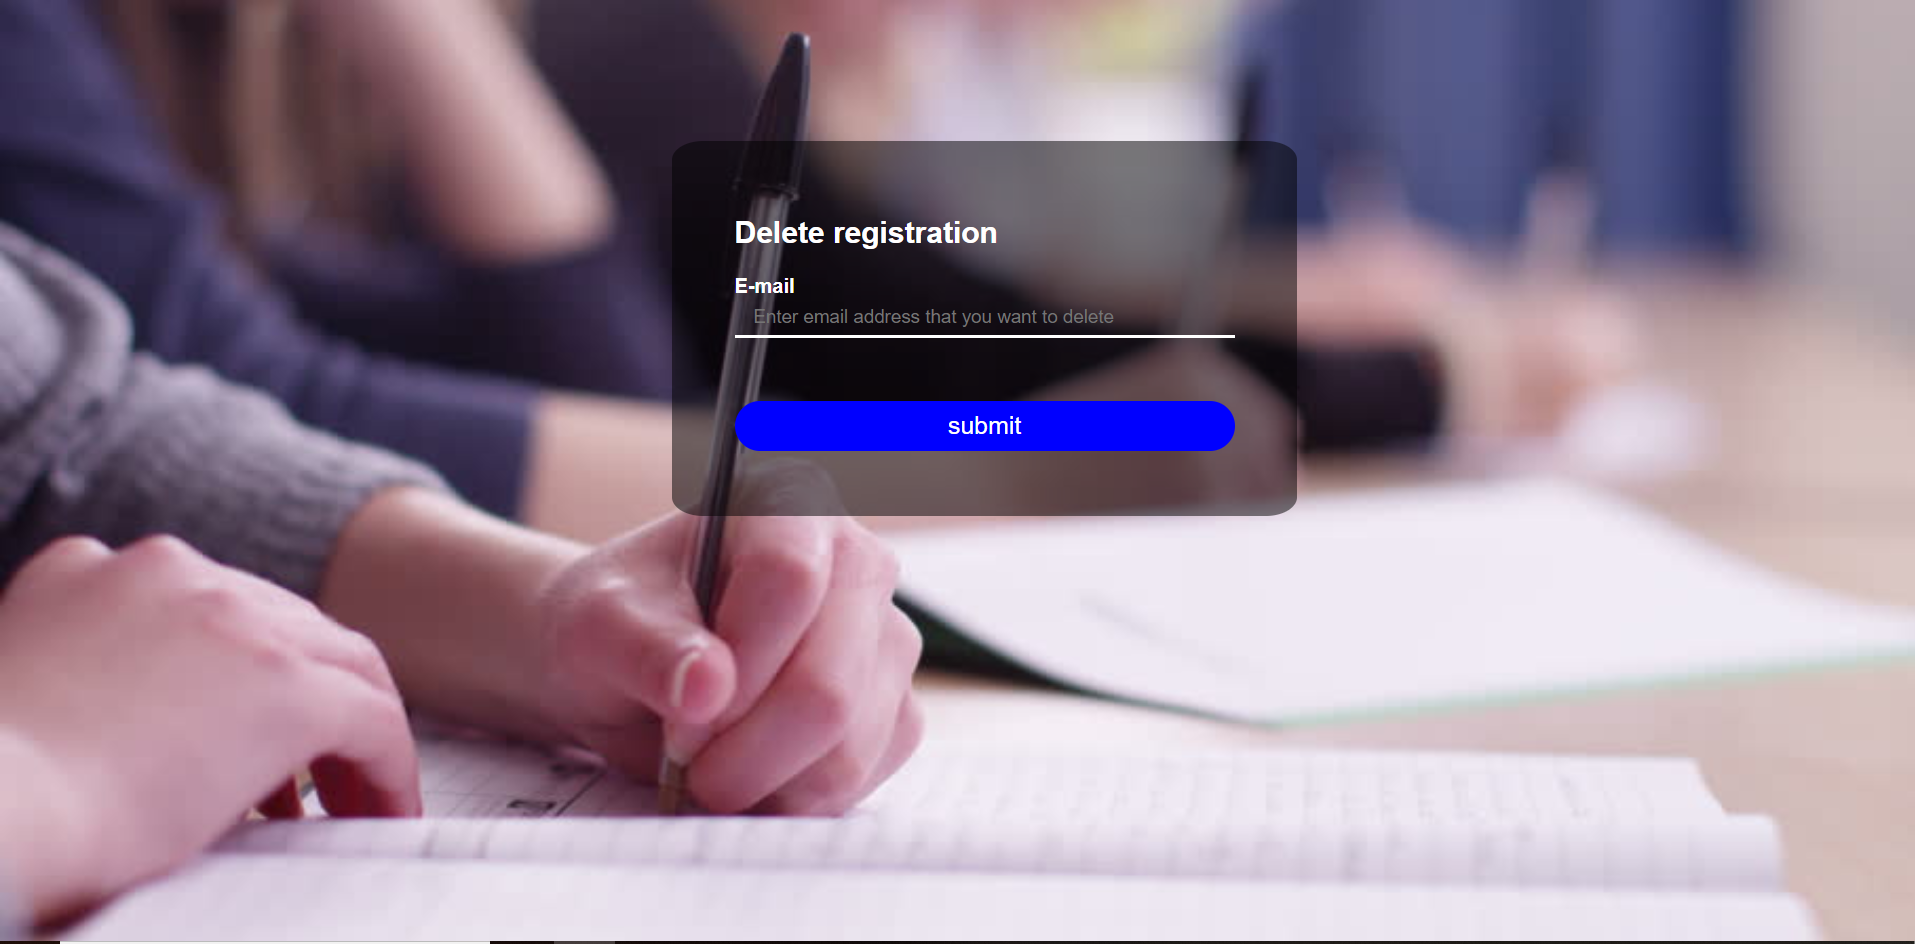 Delete registration
E-mail
Enter email address that you want to delete
submit